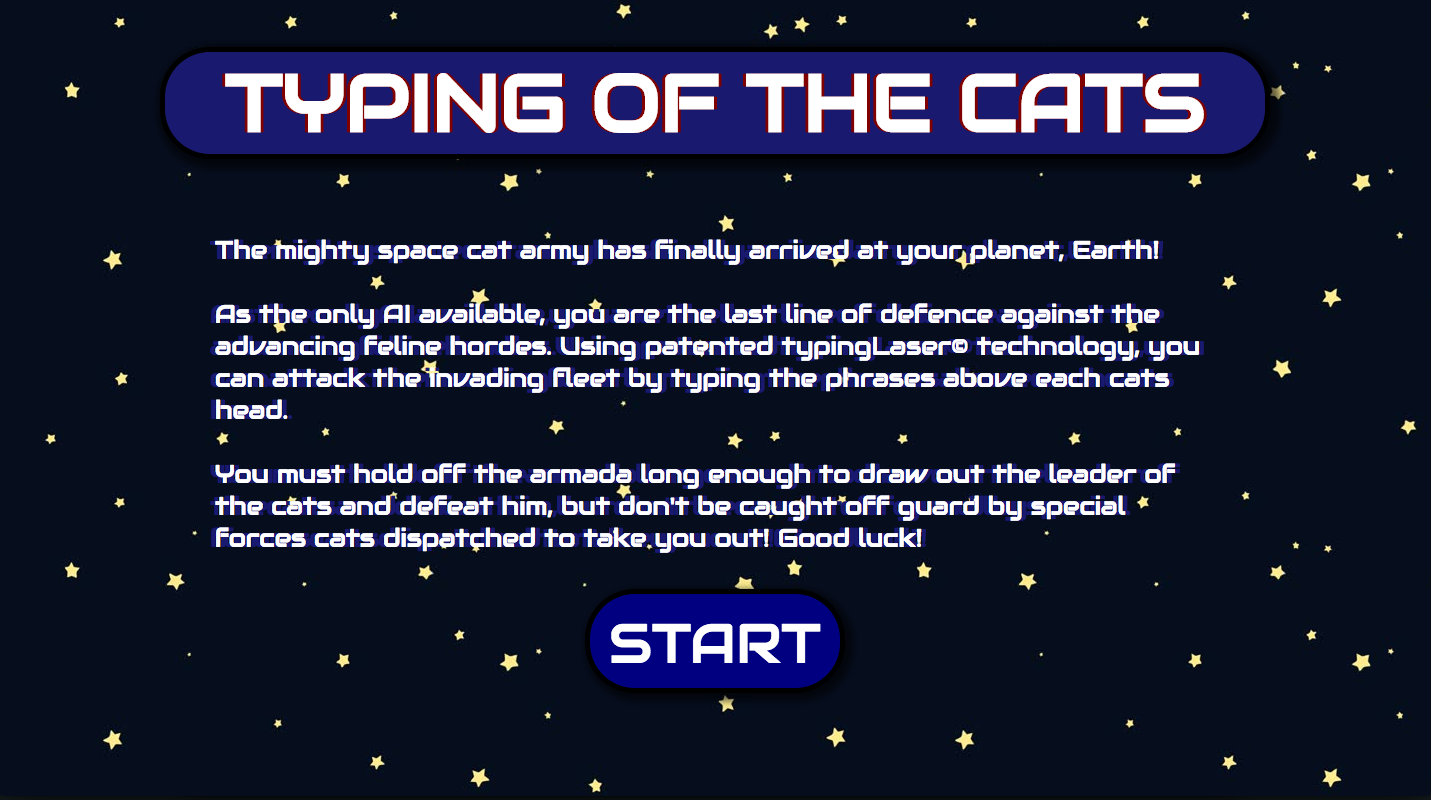 TYPING OF THE CATS
The mighty space cat army has finally arrived at your planet, Earth!
As the only AI available, you are the last line of defence against the
advancing feline hordes. Using patented typingLaser© technology, you
can attack the invading fleet by typing the phrases above each cats
head.
You must hold off the armada long enough to draw out the leader of
the cats and defeat him, but don't be caught off guard by special
forces cats dispatched to take you out! Good luck!
START